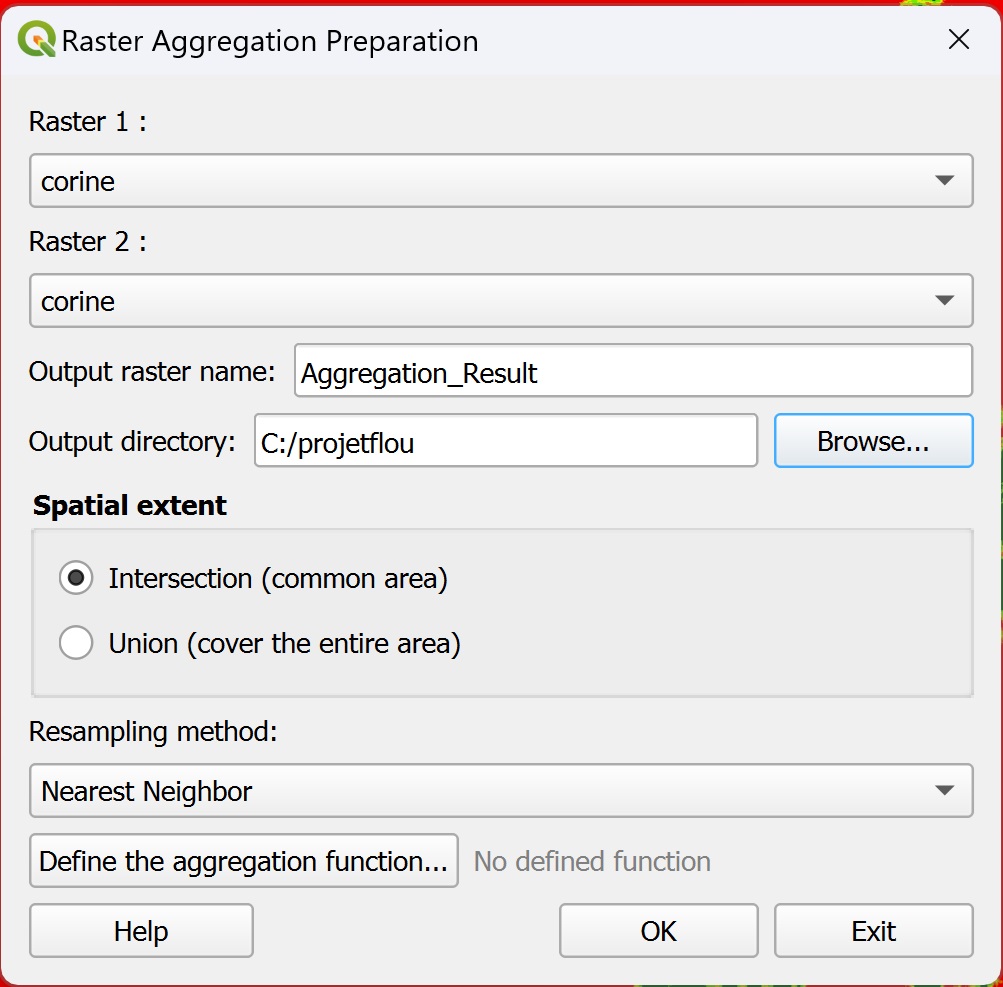 Raster Aggregation Preparation
Raster 1 :
corine
Raster 2 :
corine
Output raster name: Aggregation_Result
Output directory: C:/projetflou Browse...
Spatial extent
Intersection (common area)
Union (cover the entire area)
Resampling method:
Nearest Neighbor
Define the aggregation function... No defined function
Help OK Exit